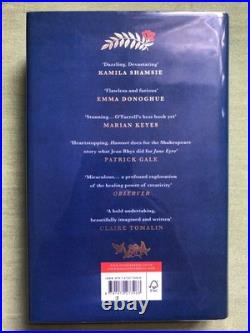 'Dazzling. Devastating'
KAMILA SHAMSIE
'Flawless and furious'
EMMA DONOGHUE
'Stunning... O'Farrell's best book yet'
MARIAN KEYES
'Heartstopping. Hamnet does for the Shakespeare
story what Jean Rhys did for Jane Eyre'
PATRICK GALE
'Miraculous... a profound exploration
of the healing power of creativity'
OBSERVER
'A bold undertaking,
beautifully imagined and written'
CLAIRE TOMALIN
FSC